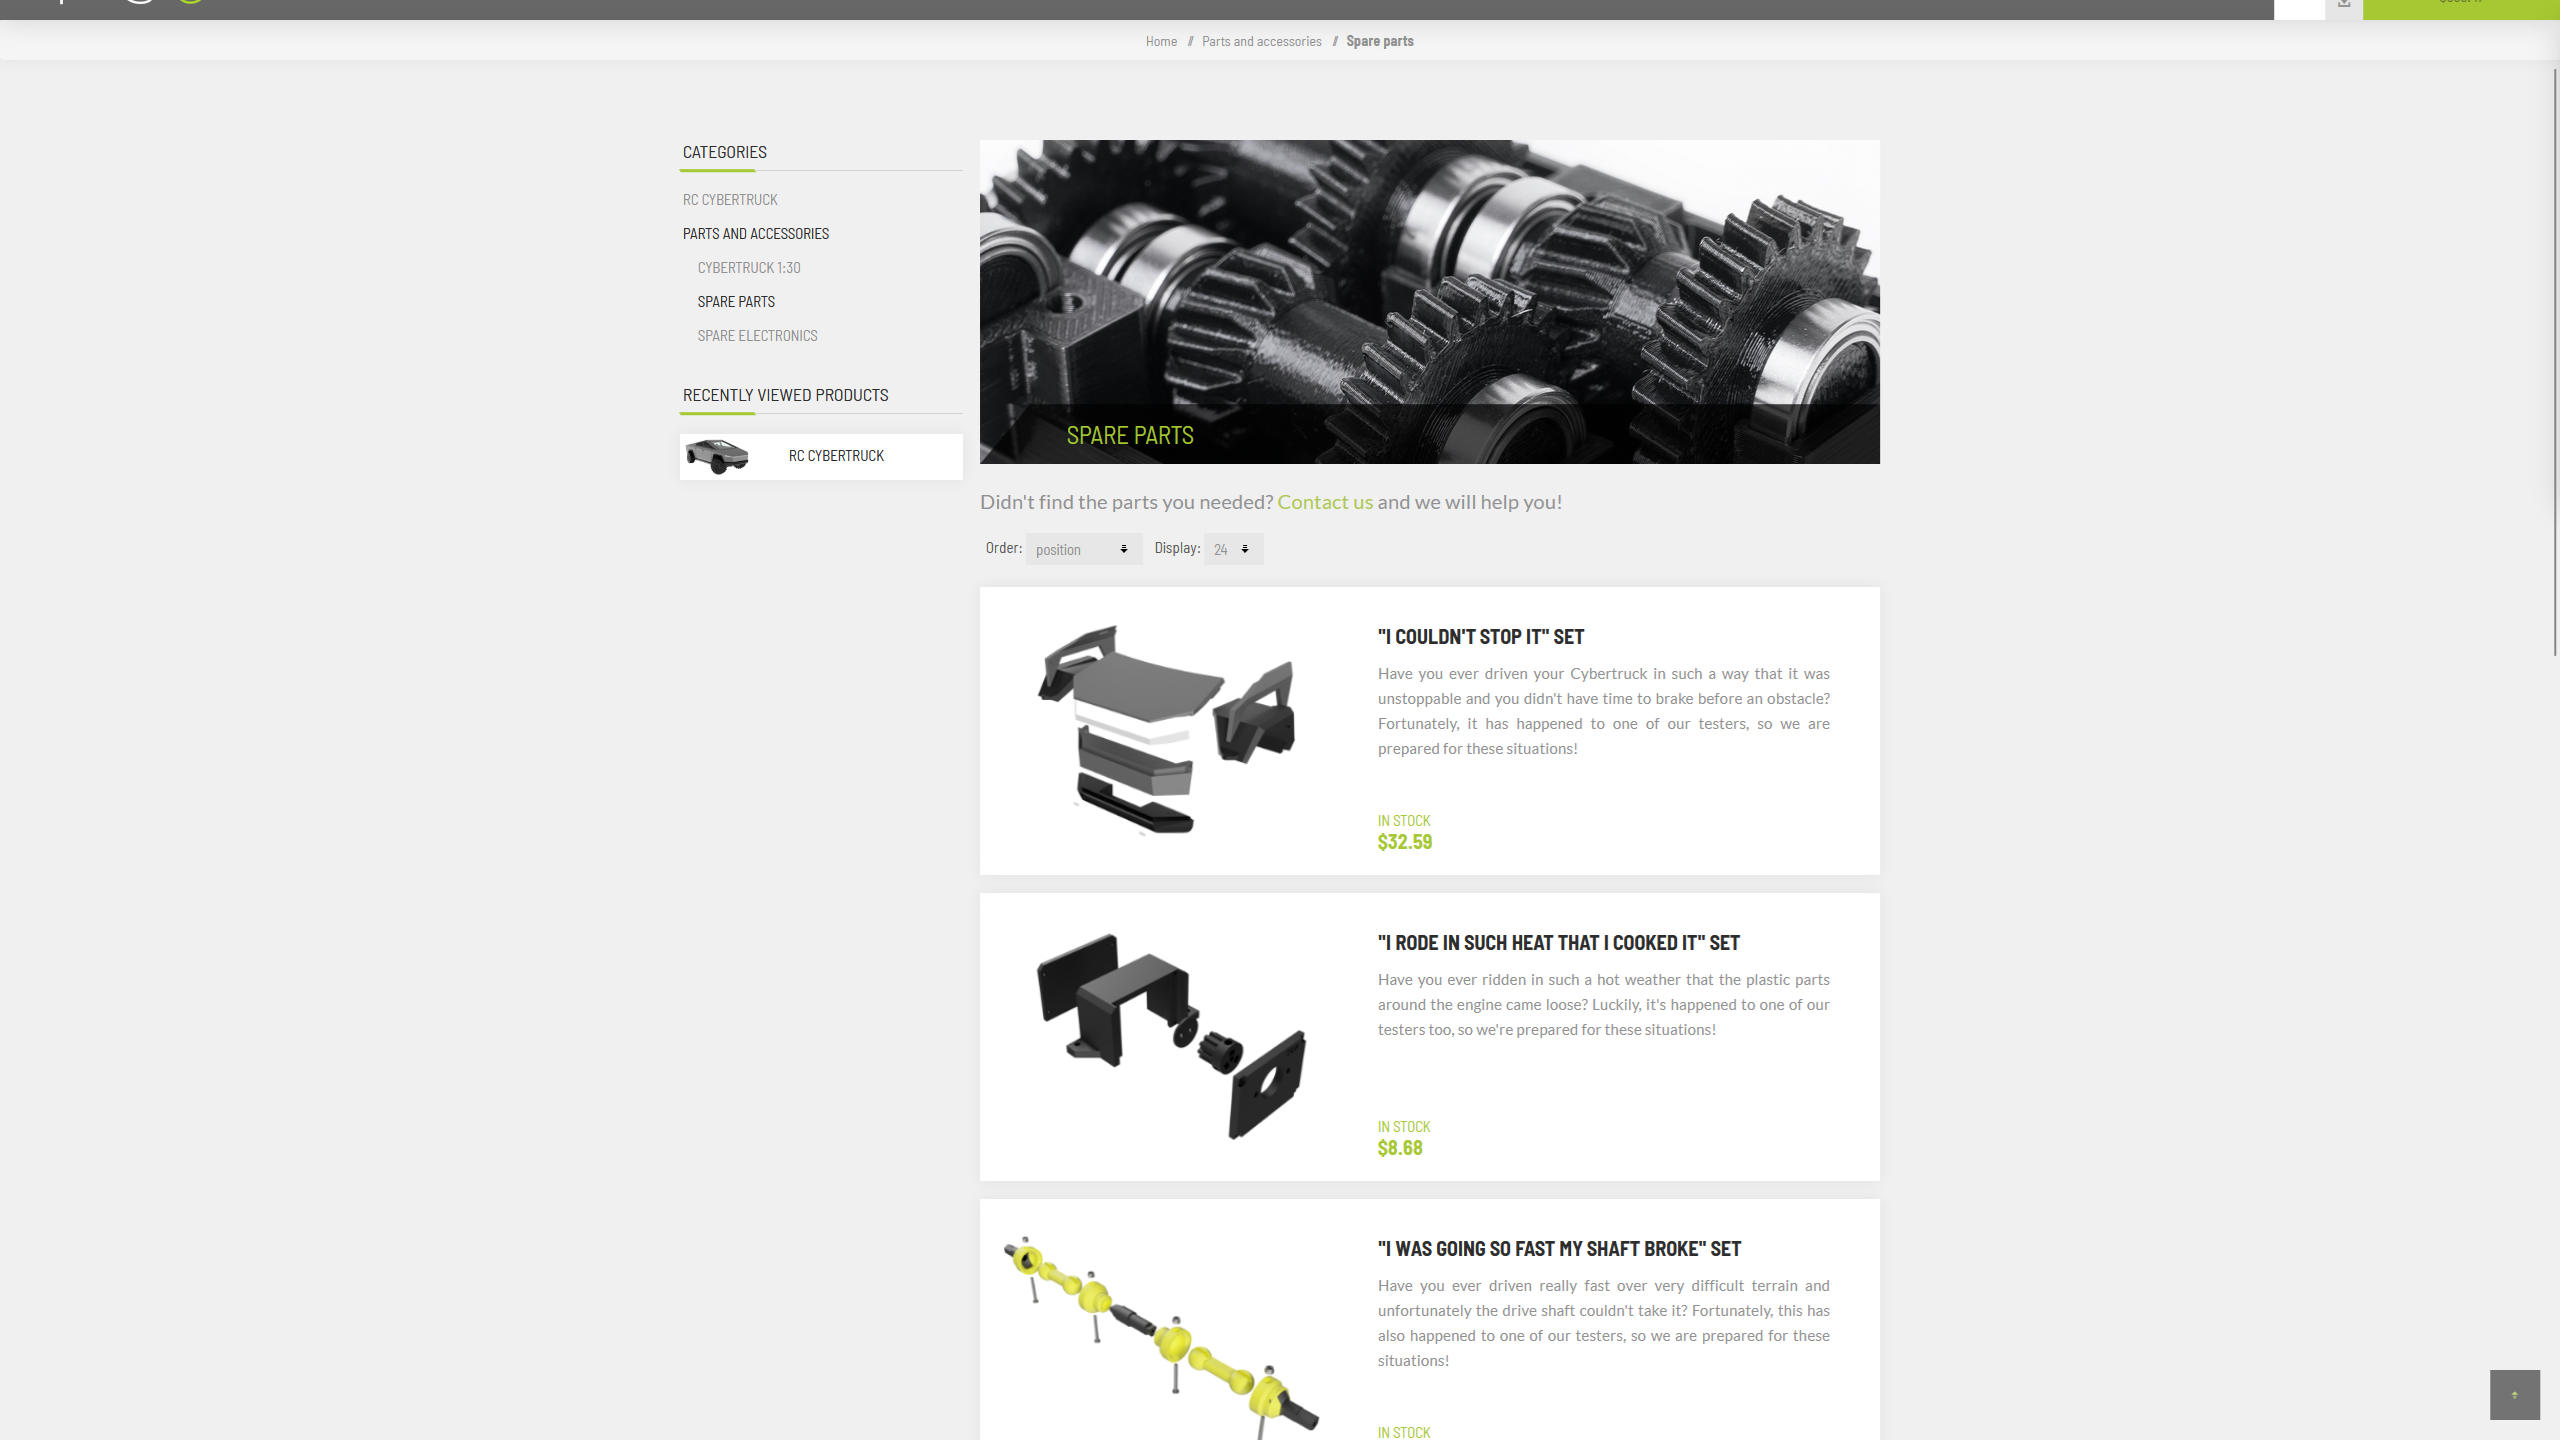 Home // Parts and accessories // Spare parts
CATEGORIES
RC CYBERTRUCK
PARTS AND ACCESSORIES
CYBERTRUCK 1:30
SPARE PARTS
SPARE ELECTRONICS
RECENTLY VIEWED PRODUCTS
RC CYBERTRUCK
SPARE PARTS
Didn't find the parts you needed? Contact us and we will help you!
Order: position Display: 24
"I COULDN'T STOP IT" SET
Have you ever driven your Cybertruck in such a way that it was
unstoppable and you didn't have time to brake before an obstacle?
Fortunately, it has happened to one of our testers, so we are
prepared for these situations!
IN STOCK
$32.59
"I RODE IN SUCH HEAT THAT I COOKED IT" SET
Have you ever ridden in such a hot weather that the plastic parts
around the engine came loose? Luckily, it's happened to one of our
testers too, so we're prepared for these situations!
IN STOCK
$8.68
"I WAS GOING SO FAST MY SHAFT BROKE" SET
Have you ever driven really fast over very difficult terrain and
unfortunately the drive shaft couldn't take it? Fortunately, this has
also happened to one of our testers, so we are prepared for these
situations!
IN STOCK